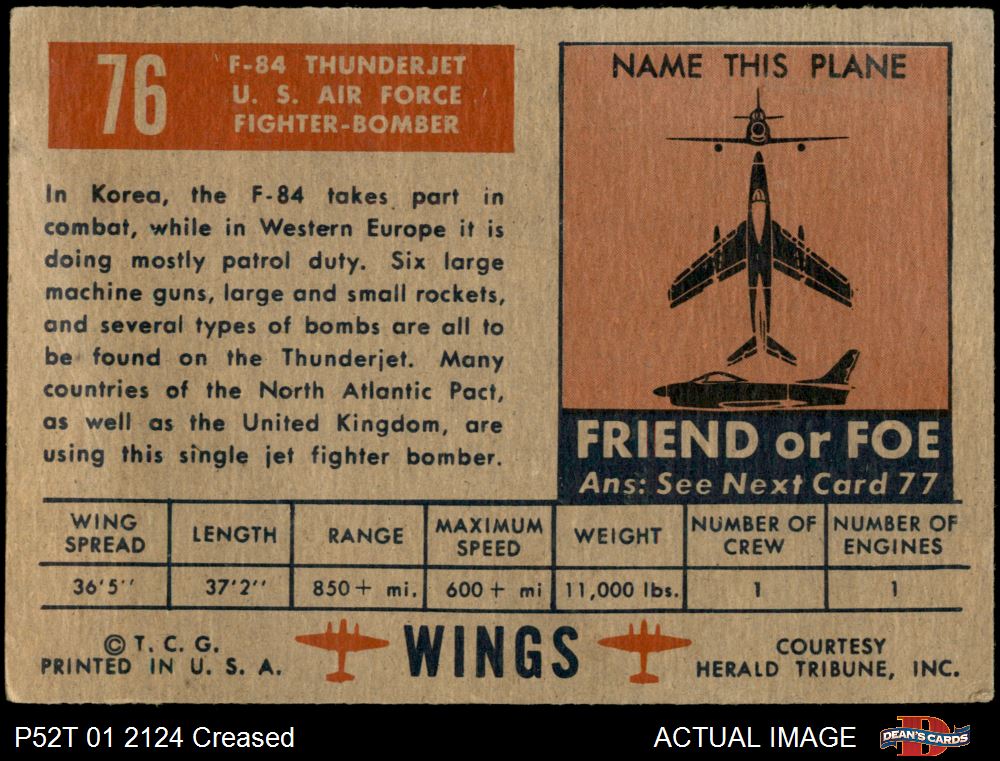 76
F-84 THUNDERJET
U. S. AIR FORCE
FIGHTER-BOMBER
In Korea, the F-84 takes part in
combat, while in Western Europe it is
doing mostly patrol duty. Six large
machine guns, large and small rockets,
and several types of bombs are all to
be found on the Thunderjet. Many
countries of the North Atlantic Pact,
as well as the United Kingdom, are
using this single jet fighter bomber.
NAME THIS PLANE
FRIEND or FOE
Ans: See Next Card 77
WING SPREAD LENGTH RANGE MAXIMUM SPEED WEIGHT NUMBER OF CREW NUMBER OF ENGINES
36'5'' 37'2'' 850+ mi. 600+ mi 11,000 lbs. 1 1
© T. C. G.
PRINTED IN U. S. A.
WINGS
COURTESY
HERALD TRIBUNE, INC.
P52T 01 2124 Creased
ACTUAL IMAGE
D
DEAN'S CARDS